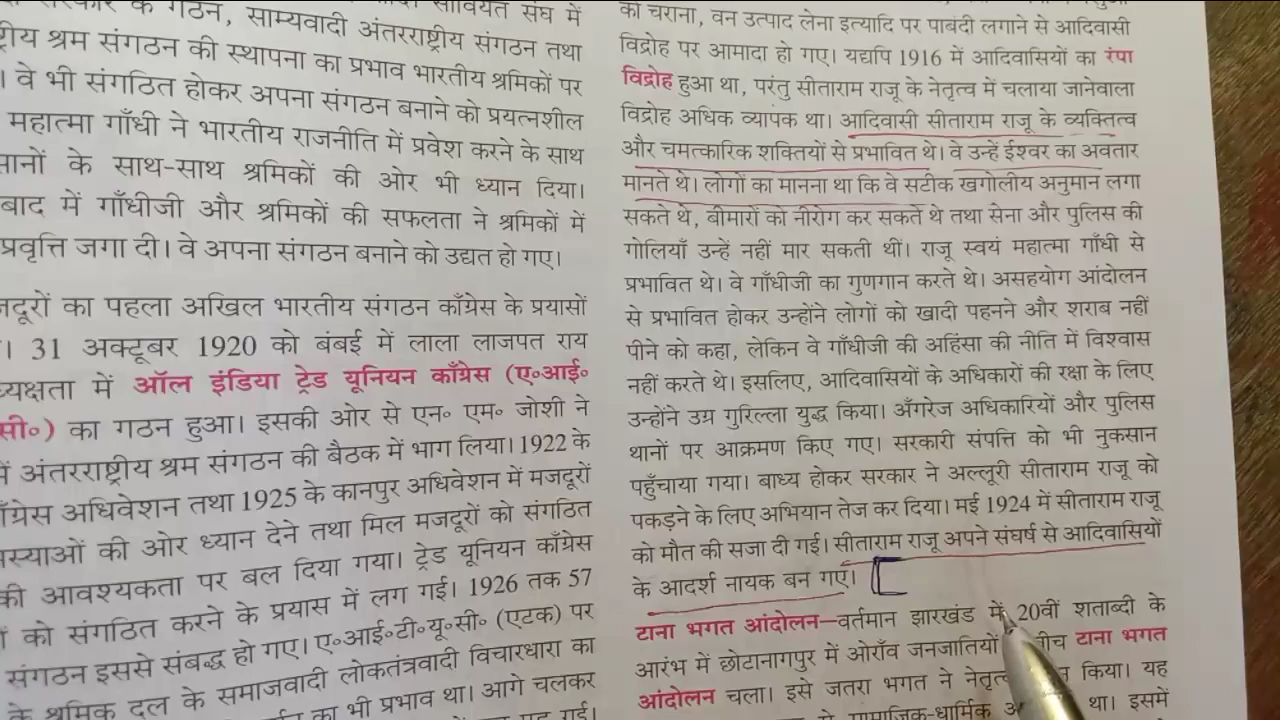 के गठन, साम्यवादी अंतरराष्ट्रीय संगठन तथा
श्रम संगठन की स्थापना का प्रभाव भारतीय श्रमिकों पर
। वे भी संगठित होकर अपना संगठन बनाने को प्रयत्नशील
महात्मा गाँधी ने भारतीय राजनीति में प्रवेश करने के साथ
के साथ-साथ श्रमिकों की ओर भी ध्यान दिया।
में गाँधीजी और श्रमिकों की सफलता ने श्रमिकों में
प्रवृत्ति जगा दी। वे अपना संगठन बनाने को उद्यत हो गए।
का पहला अखिल भारतीय संगठन काँग्रेस के प्रयासों
। 31 अक्टूबर 1920 को बंबई में लाला लाजपत राय
में ऑल इंडिया ट्रेड यूनियन काँग्रेस (ए॰आई॰
सी॰) का गठन हुआ। इसकी ओर से एन॰ एम॰ जोशी ने
में अंतरराष्ट्रीय श्रम संगठन की बैठक में भाग लिया। 1922 के
अधिवेशन तथा 1925 के कानपुर अधिवेशन में मजदूरों
की ओर ध्यान देने तथा मिल मजदूरों को संगठित
की आवश्यकता पर बल दिया गया। ट्रेड यूनियन काँग्रेस
को संगठित करने के प्रयास में लग गई। 1926 तक 57
संगठन इससे संबद्ध हो गए। ए॰आई॰टी॰यू॰सी॰ (एटक) पर
के श्रमिक दल के समाजवादी लोकतंत्रवादी विचारधारा का
का भी प्रभाव था। आगे चलकर
को चराना, वन उत्पाद लेना इत्यादि पर पाबंदी लगाने से आदिवासी
विद्रोह पर आमादा हो गए। यद्यपि 1916 में आदिवासियों का रंपा
विद्रोह हुआ था, परंतु सीताराम राजू के नेतृत्व में चलाया जानेवाला
विद्रोह अधिक व्यापक था। आदिवासी सीताराम राजू के व्यक्तित्व
और चमत्कारिक शक्तियों से प्रभावित थे। वे उन्हें ईश्वर का अवतार
मानते थे। लोगों का मानना था कि वे सटीक खगोलीय अनुमान लगा
सकते थे, बीमारों को नीरोग कर सकते थे तथा सेना और पुलिस की
गोलियाँ उन्हें नहीं मार सकती थीं। राजू स्वयं महात्मा गाँधी से
प्रभावित थे। वे गाँधीजी का गुणगान करते थे। असहयोग आंदोलन
से प्रभावित होकर उन्होंने लोगों को खादी पहनने और शराब नहीं
पीने को कहा, लेकिन वे गाँधीजी की अहिंसा की नीति में विश्वास
नहीं करते थे। इसलिए, आदिवासियों के अधिकारों की रक्षा के लिए
उन्होंने उग्र गुरिल्ला युद्ध किया। अँगरेज अधिकारियों और पुलिस
थानों पर आक्रमण किए गए। सरकारी संपत्ति को भी नुकसान
पहुँचाया गया। बाध्य होकर सरकार ने अल्लूरी सीताराम राजू को
पकड़ने के लिए अभियान तेज कर दिया। मई 1924 में सीताराम राजू
को मौत की सजा दी गई। सीताराम राजू अपने संघर्ष से आदिवासियों
के आदर्श नायक बन गए।
टाना भगत आंदोलन—वर्तमान झारखंड में 20वीं शताब्दी के
आरंभ में छोटानागपुर में ओराँव जनजातियों टाना भगत
आंदोलन चला। इसे जतरा भगत ने किया। यह
सामाजिक-धार्मिक था। इसमें